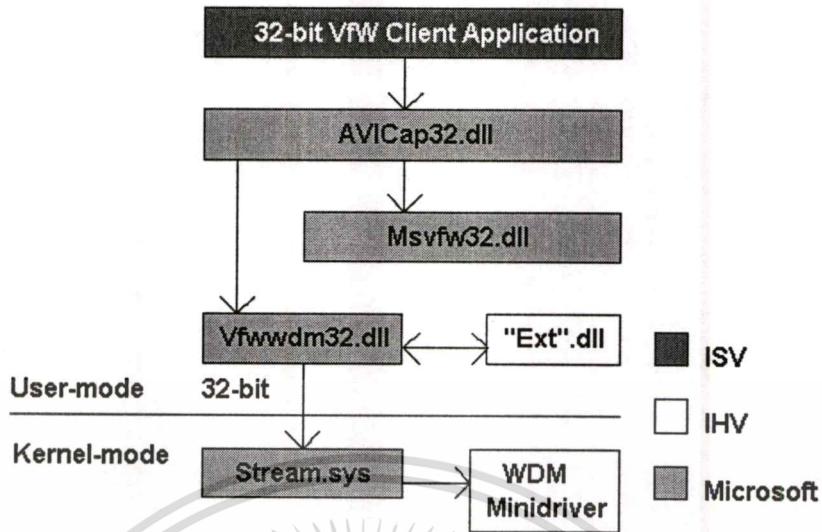 32-bit VfW Client Application
AVICap32.dll
Msvfw32.dll
Vfwwdm32.dll
"Ext".dll
ISV
User-mode 32-bit
IHV
Kernel-mode
Stream.sys
WDM
Minidriver
Microsoft